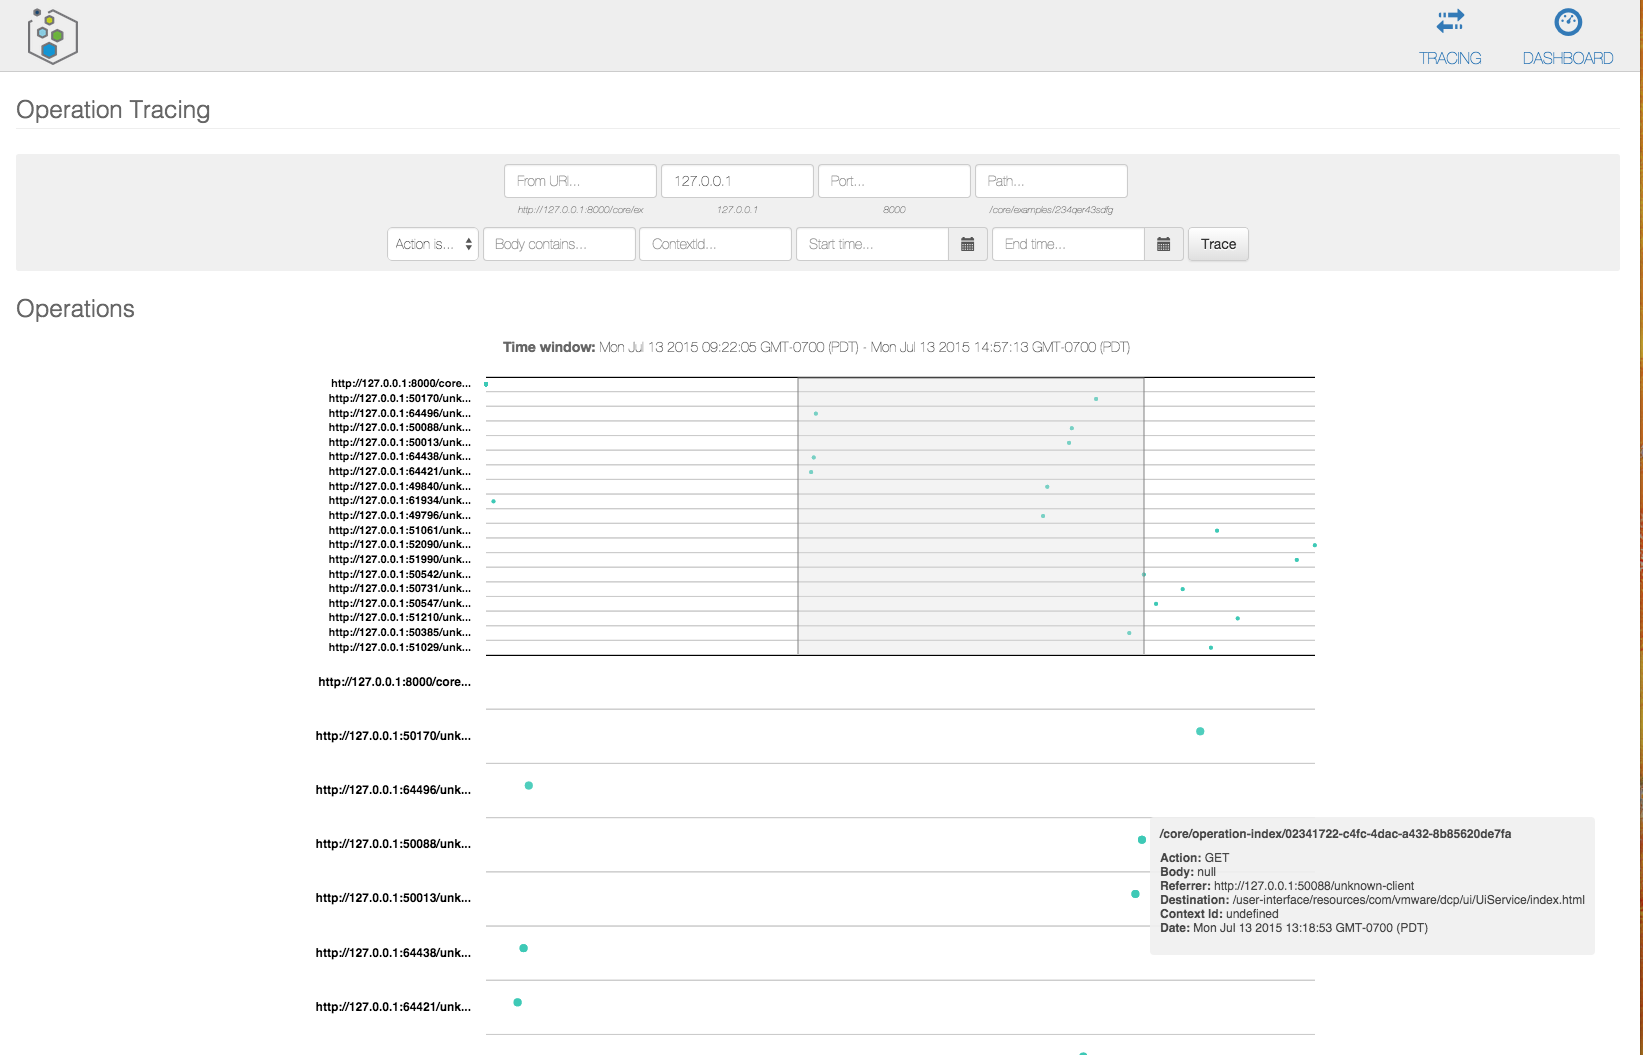 TRACING DASHBOARD
Operation Tracing
From URI... 127.0.0.1 Port... Path...
http://127.0.0.1:8000/core/ex 127.0.0.1 8000 /core/examples/234qer43sdfg
Action is... Body contains... ContextId... Start time... End time... Trace
Operations
Time window: Mon Jul 13 2015 09:22:05 GMT-0700 (PDT) - Mon Jul 13 2015 14:57:13 GMT-0700 (PDT)
http://127.0.0.1:8000/core...
http://127.0.0.1:50170/unk...
http://127.0.0.1:64496/unk...
http://127.0.0.1:50088/unk...
http://127.0.0.1:50013/unk...
http://127.0.0.1:64438/unk...
http://127.0.0.1:64421/unk...
http://127.0.0.1:49840/unk...
http://127.0.0.1:61934/unk...
http://127.0.0.1:49796/unk...
http://127.0.0.1:51061/unk...
http://127.0.0.1:52090/unk...
http://127.0.0.1:51990/unk...
http://127.0.0.1:50542/unk...
http://127.0.0.1:50731/unk...
http://127.0.0.1:50547/unk...
http://127.0.0.1:51210/unk...
http://127.0.0.1:50385/unk...
http://127.0.0.1:51029/unk...
http://127.0.0.1:8000/core...
http://127.0.0.1:50170/unk...
http://127.0.0.1:64496/unk...
http://127.0.0.1:50088/unk...
http://127.0.0.1:50013/unk...
http://127.0.0.1:64438/unk...
http://127.0.0.1:64421/unk...
/core/operation-index/02341722-c4fc-4dac-a432-8b85620de7fa
Action: GET
Body: null
Referrer: http://127.0.0.1:50088/unknown-client
Destination: /user-interface/resources/com/vmware/dcp/ui/UiService/index.html
Context Id: undefined
Date: Mon Jul 13 2015 13:18:53 GMT-0700 (PDT)